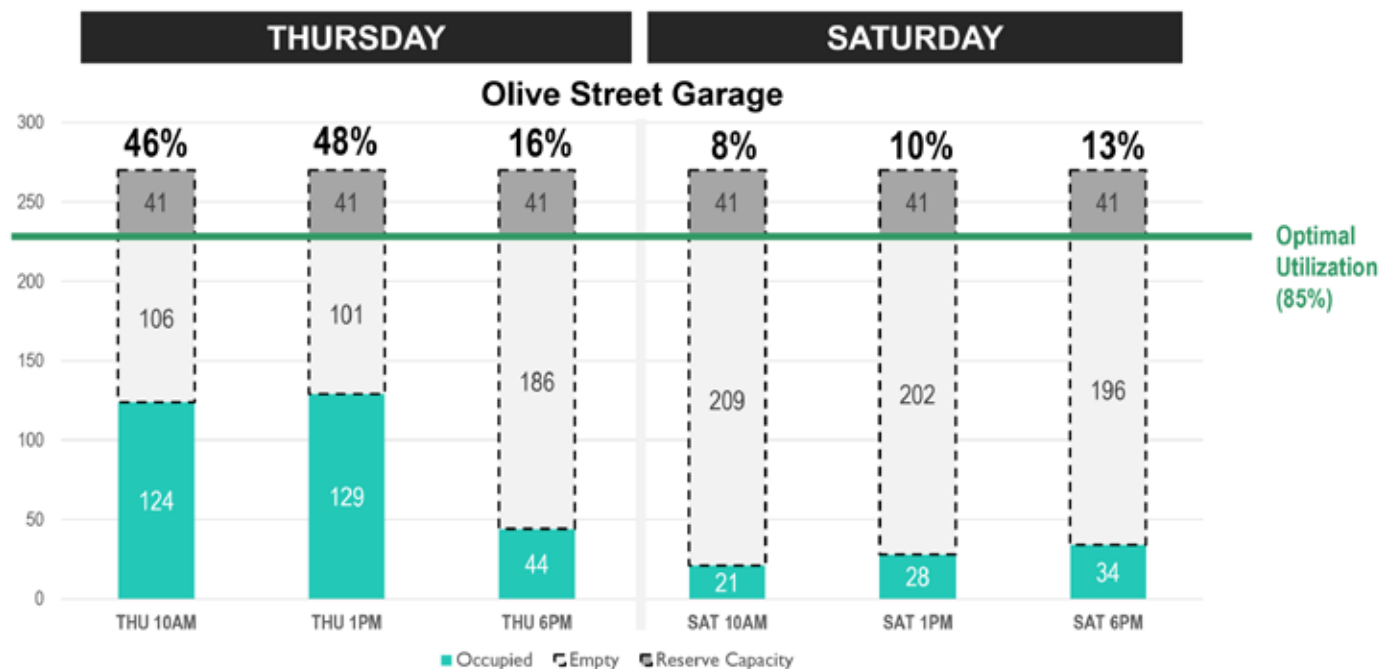 THURSDAY SATURDAY
Olive Street Garage
300
46% 48% 16% 8% 10% 13%
41 41 41 41 41 41
250
Optimal
Utilization
(85%)
200
106 101 186 209 202 196
150
100
124 129 44 21 28 34
50
0
THU 10AM THU 1PM THU 6PM SAT 10AM SAT 1PM SAT 6PM
Occupied Empty Reserve Capacity